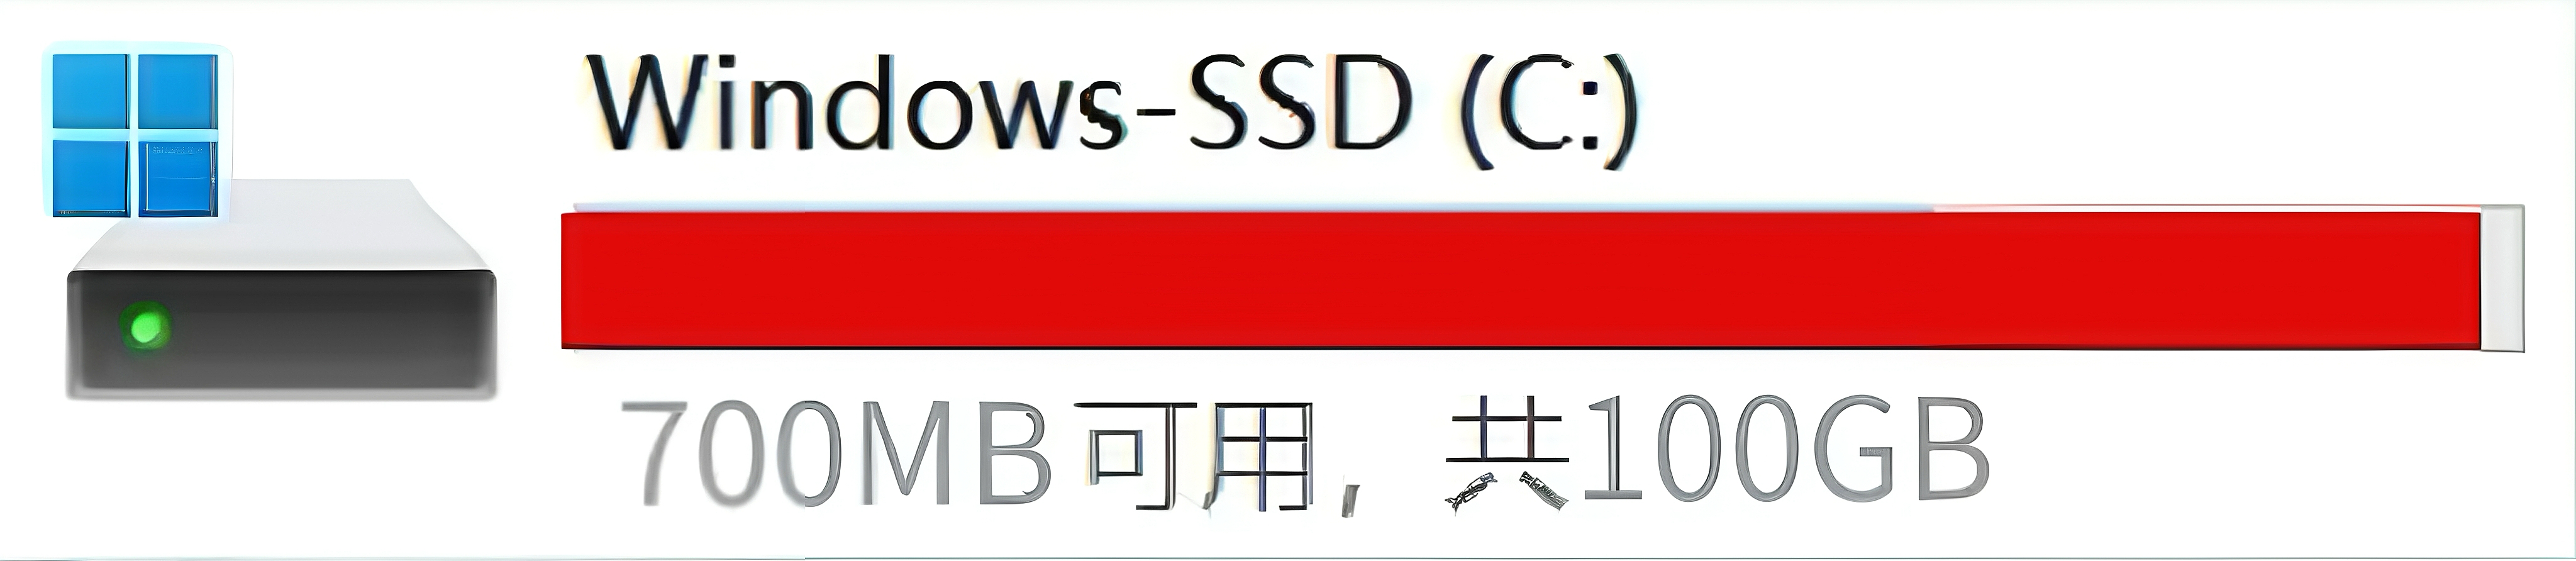 Windows-SSD (C:)
700MB可用, 共100GB